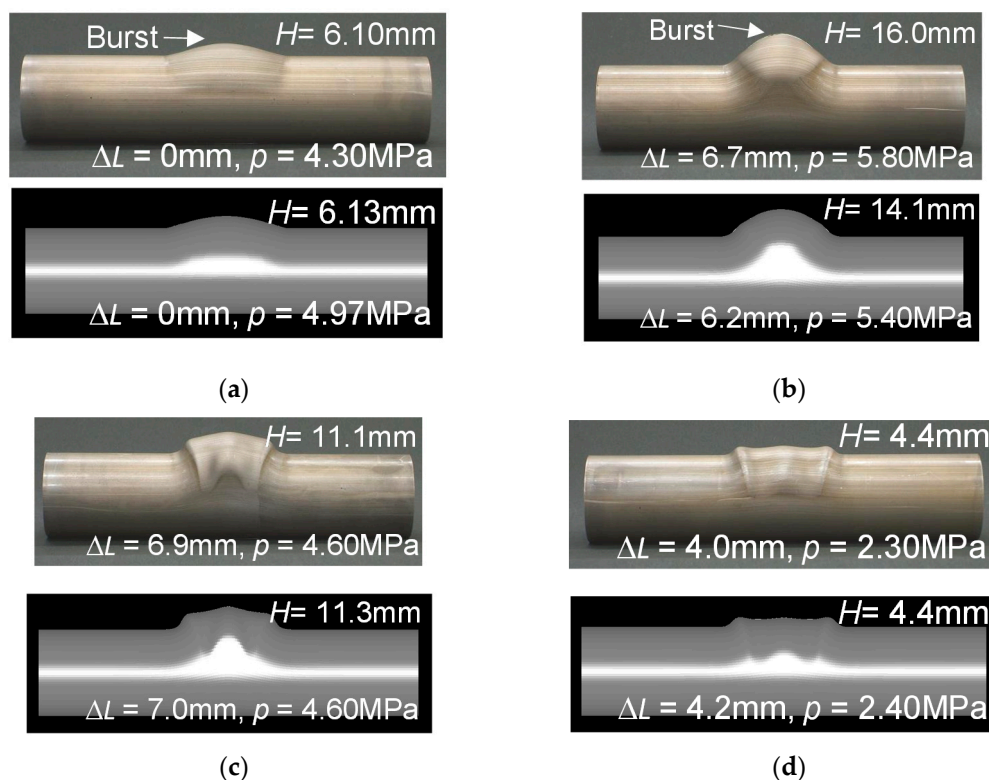 Burst
H= 6.10mm
ΔL = 0mm, p = 4.30MPa
H= 6.13mm
ΔL = 0mm, p = 4.97MPa
(a)
Burst
H= 16.0mm
ΔL = 6.7mm, p = 5.80MPa
H= 14.1mm
ΔL = 6.2mm, p = 5.40MPa
(b)
H= 11.1mm
ΔL = 6.9mm, p = 4.60MPa
H= 11.3mm
ΔL = 7.0mm, p = 4.60MPa
(c)
H= 4.4mm
ΔL = 4.0mm, p = 2.30MPa
H= 4.4mm
ΔL = 4.2mm, p = 2.40MPa
(d)